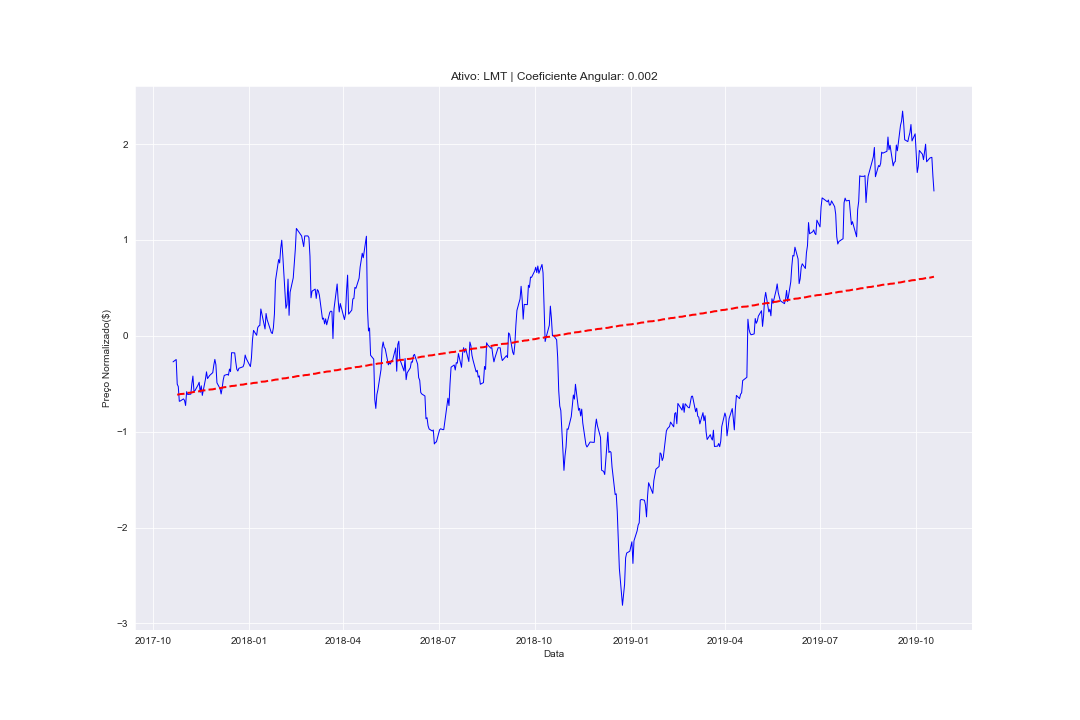 Ativo: LMT | Coeficiente Angular: 0.002
Preço Normalizado($)
2
1
0
−1
−2
−3
2017-10 2018-01 2018-04 2018-07 2018-10 2019-01 2019-04 2019-07 2019-10
Data